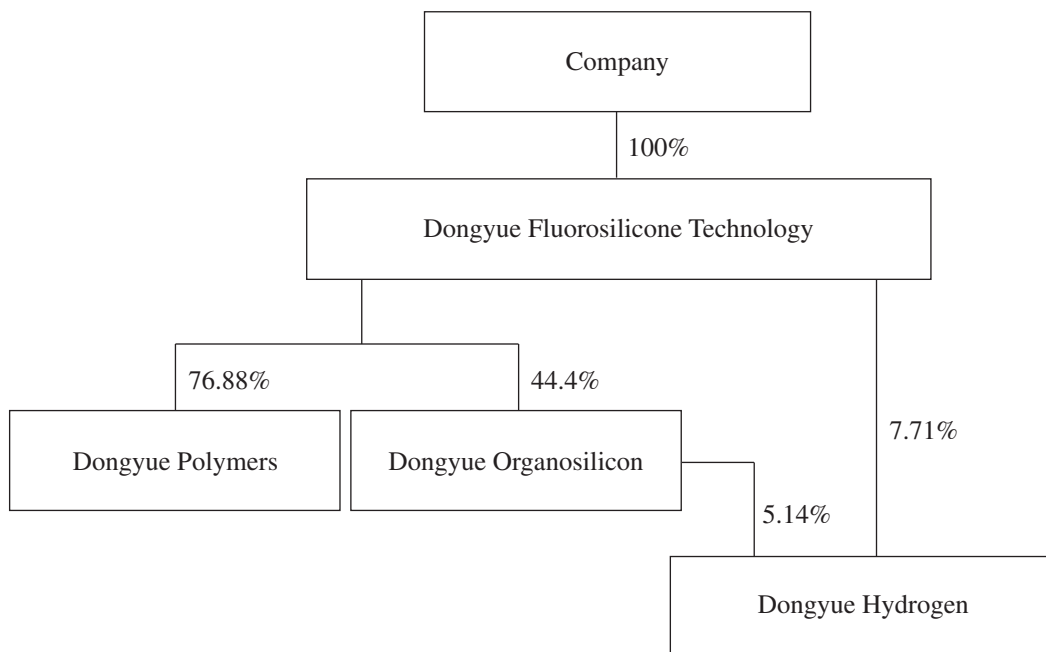 Company
100%
Dongyue Fluorosilicone Technology
76.88%
44.4%
7.71%
Dongyue Polymers
Dongyue Organosilicon
5.14%
Dongyue Hydrogen